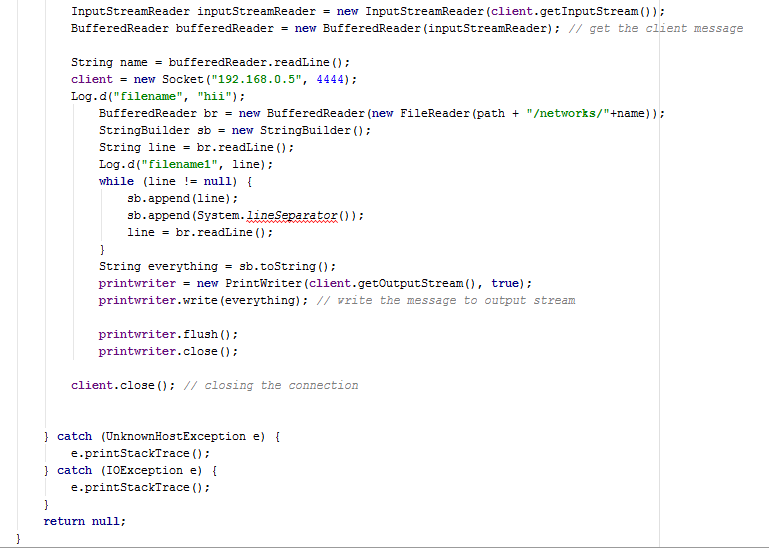 InputStreamReader inputStreamReader = new InputStreamReader(client.getInputStream());
BufferedReader bufferedReader = new BufferedReader(inputStreamReader); // get the client message
String name = bufferedReader.readLine();
client = new Socket("192.168.0.5", 4444);
Log.d("filename", "hii");
BufferedReader br = new BufferedReader(new FileReader(path + "/networks/"+name));
StringBuilder sb = new StringBuilder();
String line = br.readLine();
Log.d("filename1", line);
while (line != null) {
sb.append(line);
sb.append(System.lineSeparator());
line = br.readLine();
}
String everything = sb.toString();
printwriter = new PrintWriter(client.getOutputStream(), true);
printwriter.write(everything); // write the message to output stream
printwriter.flush();
printwriter.close();
client.close(); // closing the connection
} catch (UnknownHostException e) {
e.printStackTrace();
} catch (IOException e) {
e.printStackTrace();
}
return null;
}